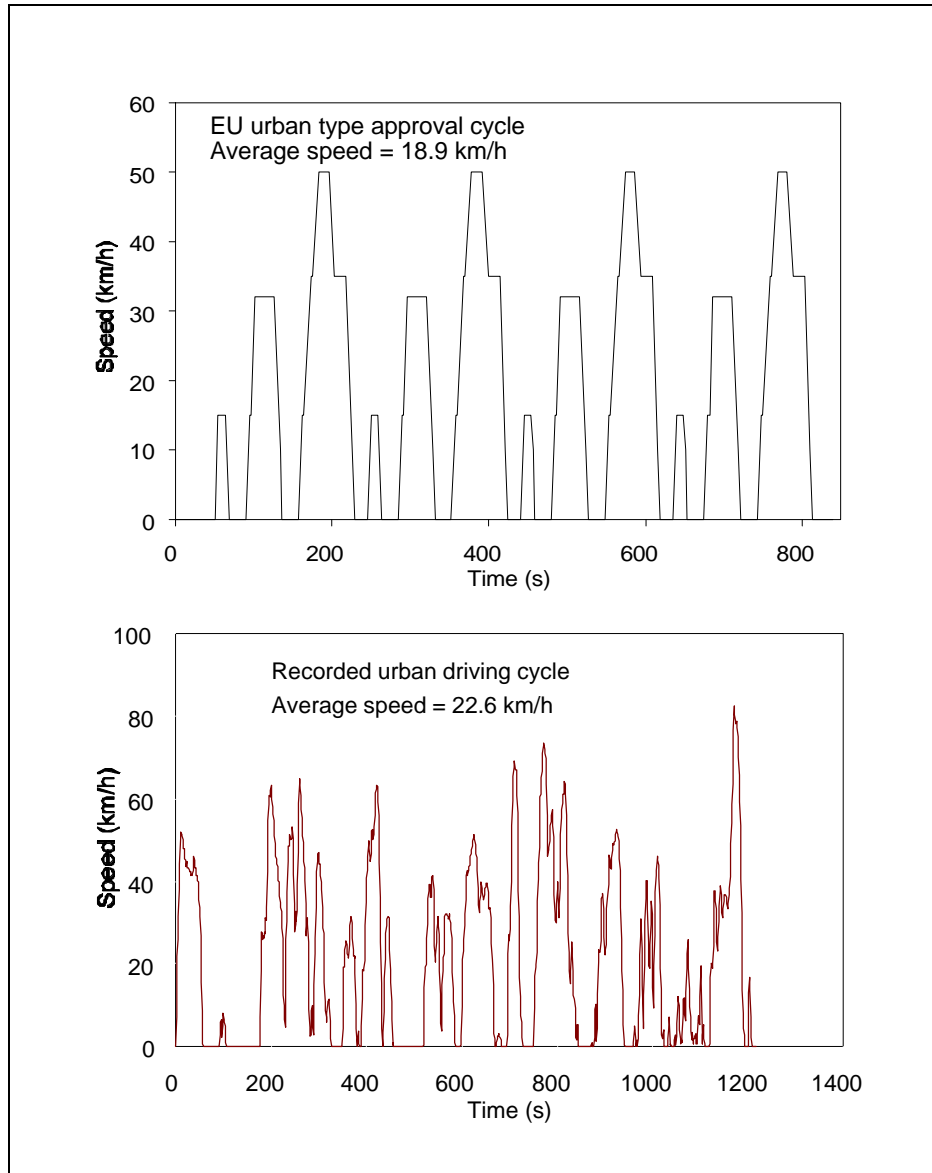 60
EU urban type approval cycle
Average speed = 18.9 km/h
50
40
Speed (km/h)
30
20
10
0
0 200 400 600 800
Time (s)
100
Recorded urban driving cycle
80
Average speed = 22.6 km/h
60
Speed (km/h)
40
20
0
0 200 400 600 800 1000 1200 1400
Time (s)